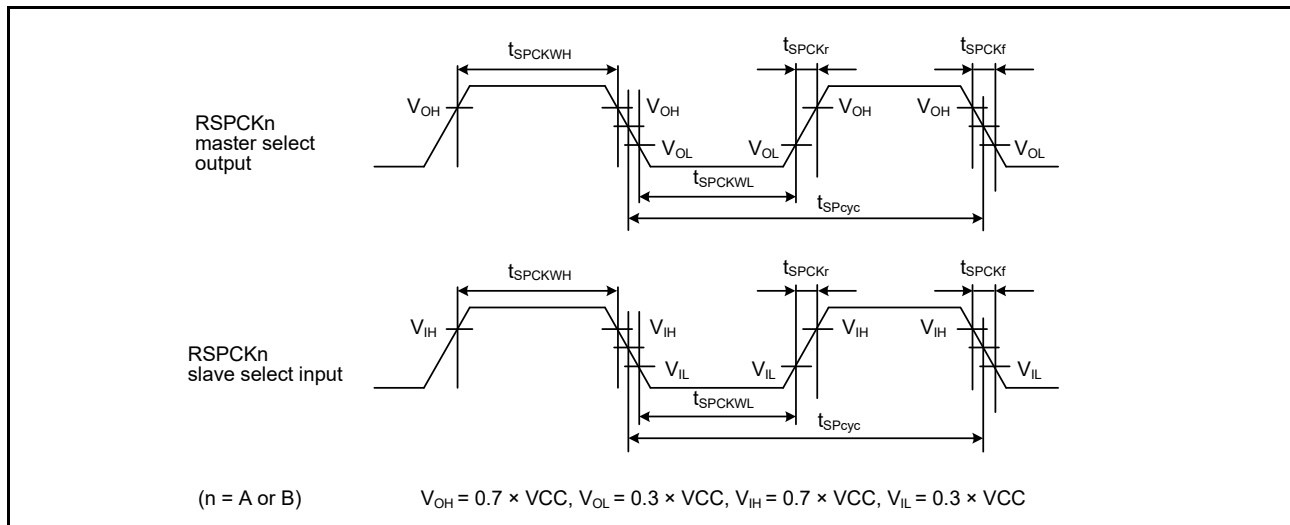 tSPCKWH
tSPCKr
tSPCKf
VOH
VOH
VOH
VOH
RSPCKn
master select
output
VOL
VOL
VOL
tSPCKWL
tSPcyc
tSPCKWH
tSPCKr
tSPCKf
VIH
VIH
VIH
VIH
RSPCKn
slave select input
VIL
VIL
VIL
tSPCKWL
tSPcyc
(n = A or B)
VOH = 0.7 × VCC, VOL = 0.3 × VCC, VIH = 0.7 × VCC, VIL = 0.3 × VCC